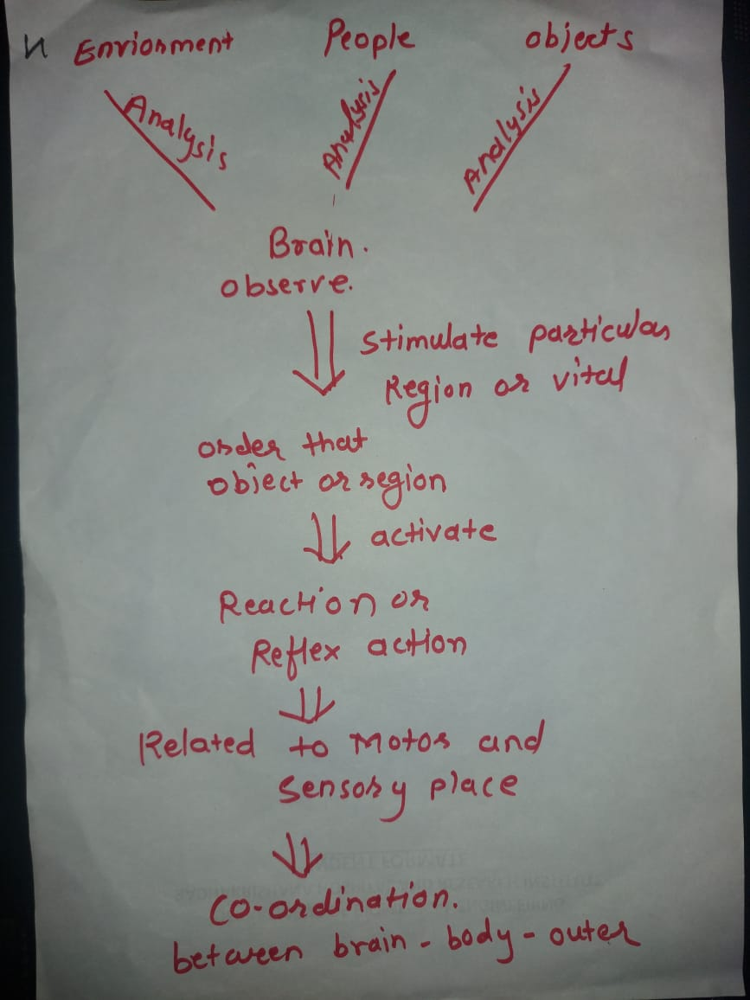 Envionment People objects
Analysis Analysis Analysis
Brain.
observe.
stimulate particular
Region or vital
order that
object or region
activate
Reaction or
Reflex action
Related to Motor and
Sensory place
CO-ordination.
between brain - body - outer